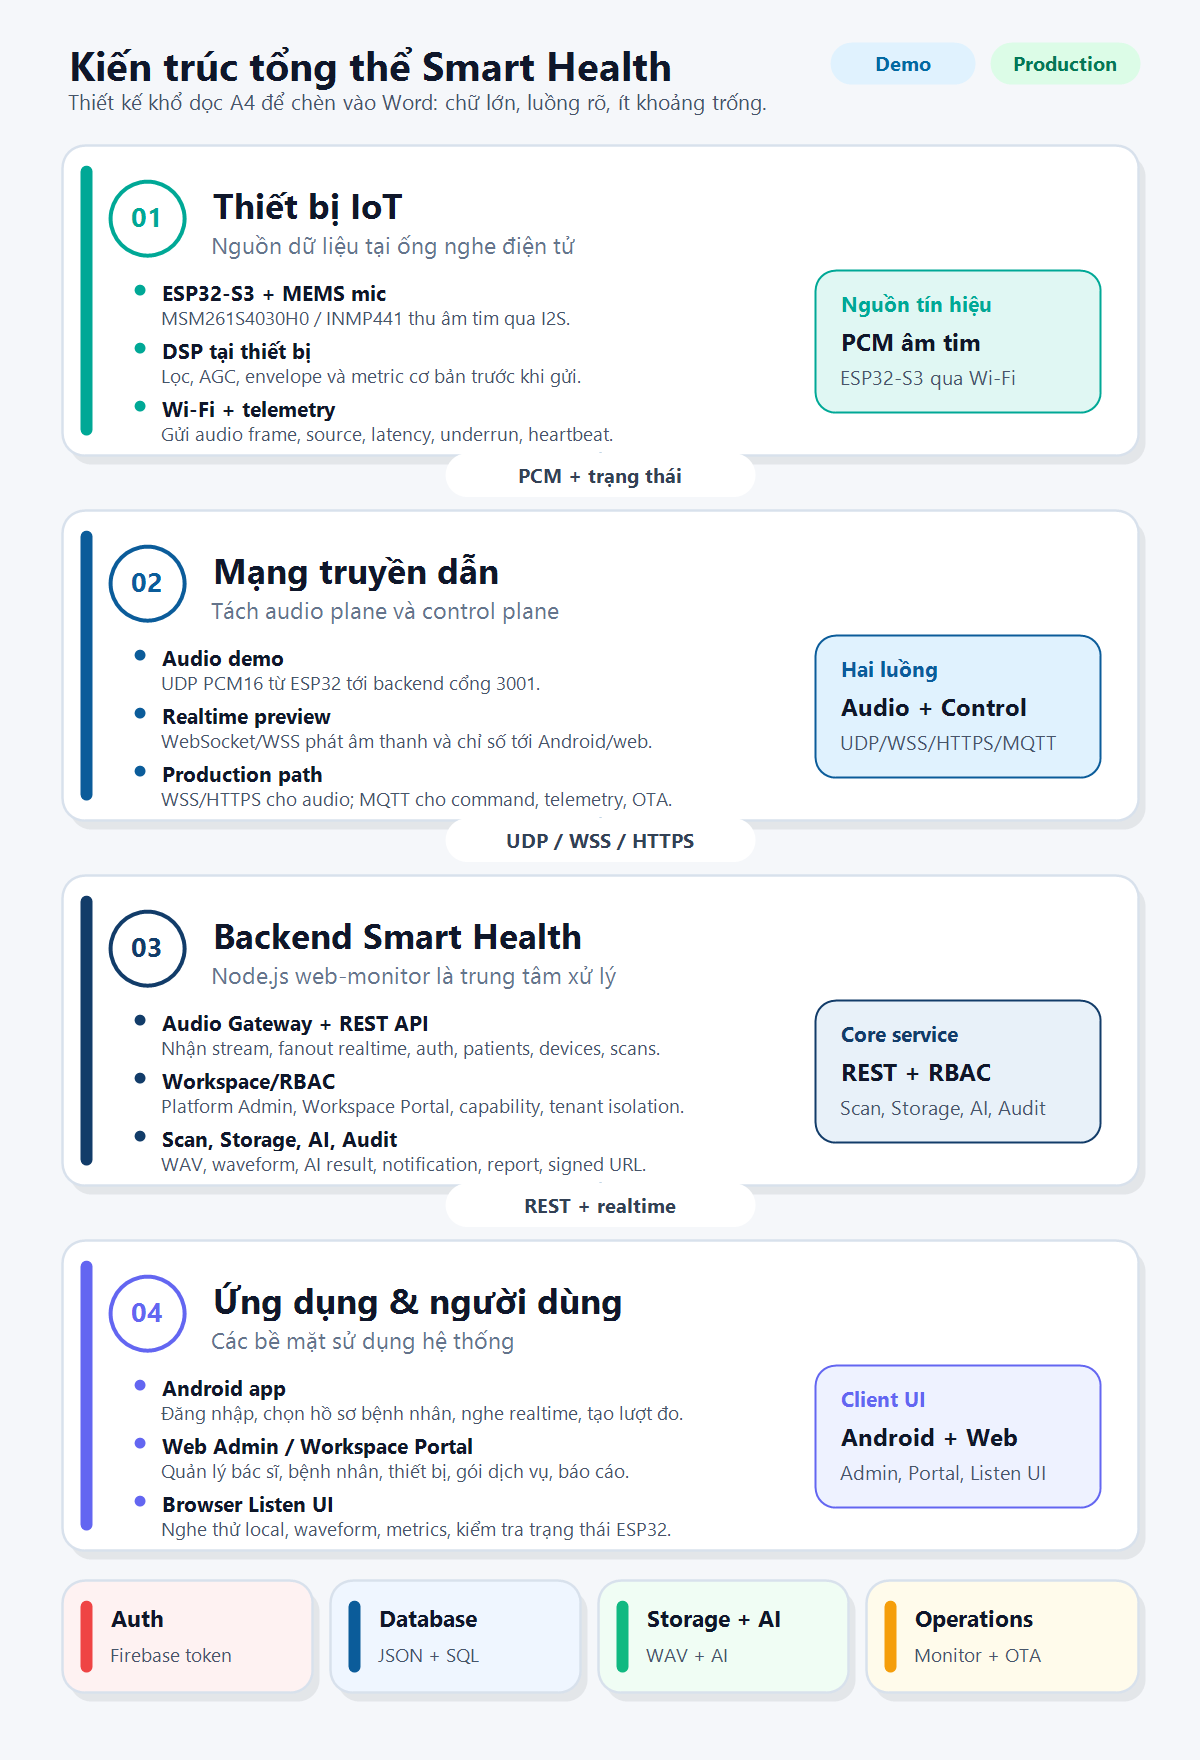 Kiến trúc tổng thể Smart Health
Demo
Production
Thiết kế khổ dọc A4 để chèn vào Word: chữ lớn, luồng rõ, ít khoảng trống.
01
Thiết bị IoT
Nguồn dữ liệu tại ống nghe điện tử
ESP32-S3 + MEMS mic
MSM261S4030H0 / INMP441 thu âm tim qua I2S.
DSP tại thiết bị
Lọc, AGC, envelope và metric cơ bản trước khi gửi.
Wi-Fi + telemetry
Gửi audio frame, source, latency, underrun, heartbeat.
Nguồn tín hiệu
PCM âm tim
ESP32-S3 qua Wi-Fi
PCM + trạng thái
02
Mạng truyền dẫn
Tách audio plane và control plane
Audio demo
UDP PCM16 từ ESP32 tới backend cổng 3001.
Realtime preview
WebSocket/WSS phát âm thanh và chỉ số tới Android/web.
Production path
WSS/HTTPS cho audio; MQTT cho command, telemetry, OTA.
Hai luồng
Audio + Control
UDP/WSS/HTTPS/MQTT
UDP / WSS / HTTPS
03
Backend Smart Health
Node.js web-monitor là trung tâm xử lý
Audio Gateway + REST API
Nhận stream, fanout realtime, auth, patients, devices, scans.
Workspace/RBAC
Platform Admin, Workspace Portal, capability, tenant isolation.
Scan, Storage, AI, Audit
WAV, waveform, AI result, notification, report, signed URL.
Core service
REST + RBAC
Scan, Storage, AI, Audit
REST + realtime
04
Ứng dụng & người dùng
Các bề mặt sử dụng hệ thống
Android app
Đăng nhập, chọn hồ sơ bệnh nhân, nghe realtime, tạo lượt đo.
Web Admin / Workspace Portal
Quản lý bác sĩ, bệnh nhân, thiết bị, gói dịch vụ, báo cáo.
Browser Listen UI
Nghe thử local, waveform, metrics, kiểm tra trạng thái ESP32.
Client UI
Android + Web
Admin, Portal, Listen UI
Auth
Firebase token
Database
JSON + SQL
Storage + AI
WAV + AI
Operations
Monitor + OTA